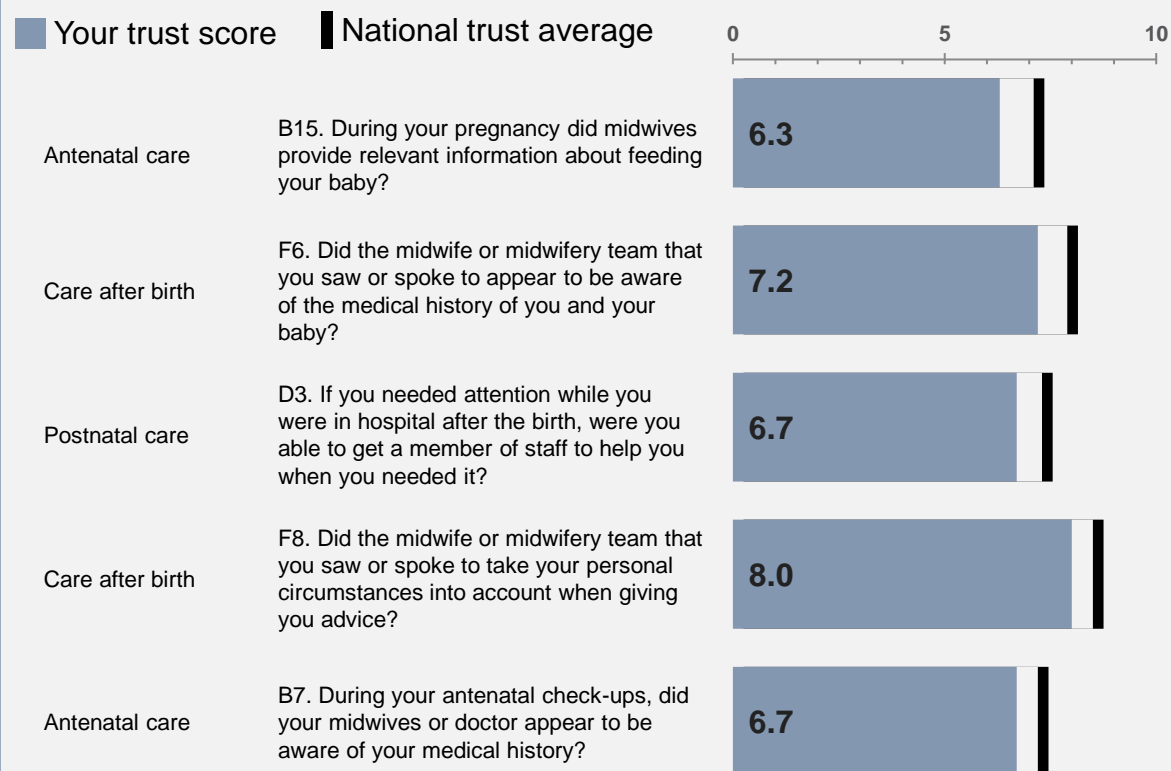 Your trust score
National trust average
0 5 10
Antenatal care
B15. During your pregnancy did midwives
provide relevant information about feeding
your baby?
6.3
Care after birth
F6. Did the midwife or midwifery team that
you saw or spoke to appear to be aware
of the medical history of you and your
baby?
7.2
Postnatal care
D3. If you needed attention while you
were in hospital after the birth, were you
able to get a member of staff to help you
when you needed it?
6.7
Care after birth
F8. Did the midwife or midwifery team that
you saw or spoke to take your personal
circumstances into account when giving
you advice?
8.0
Antenatal care
B7. During your antenatal check-ups, did
your midwives or doctor appear to be
aware of your medical history?
6.7